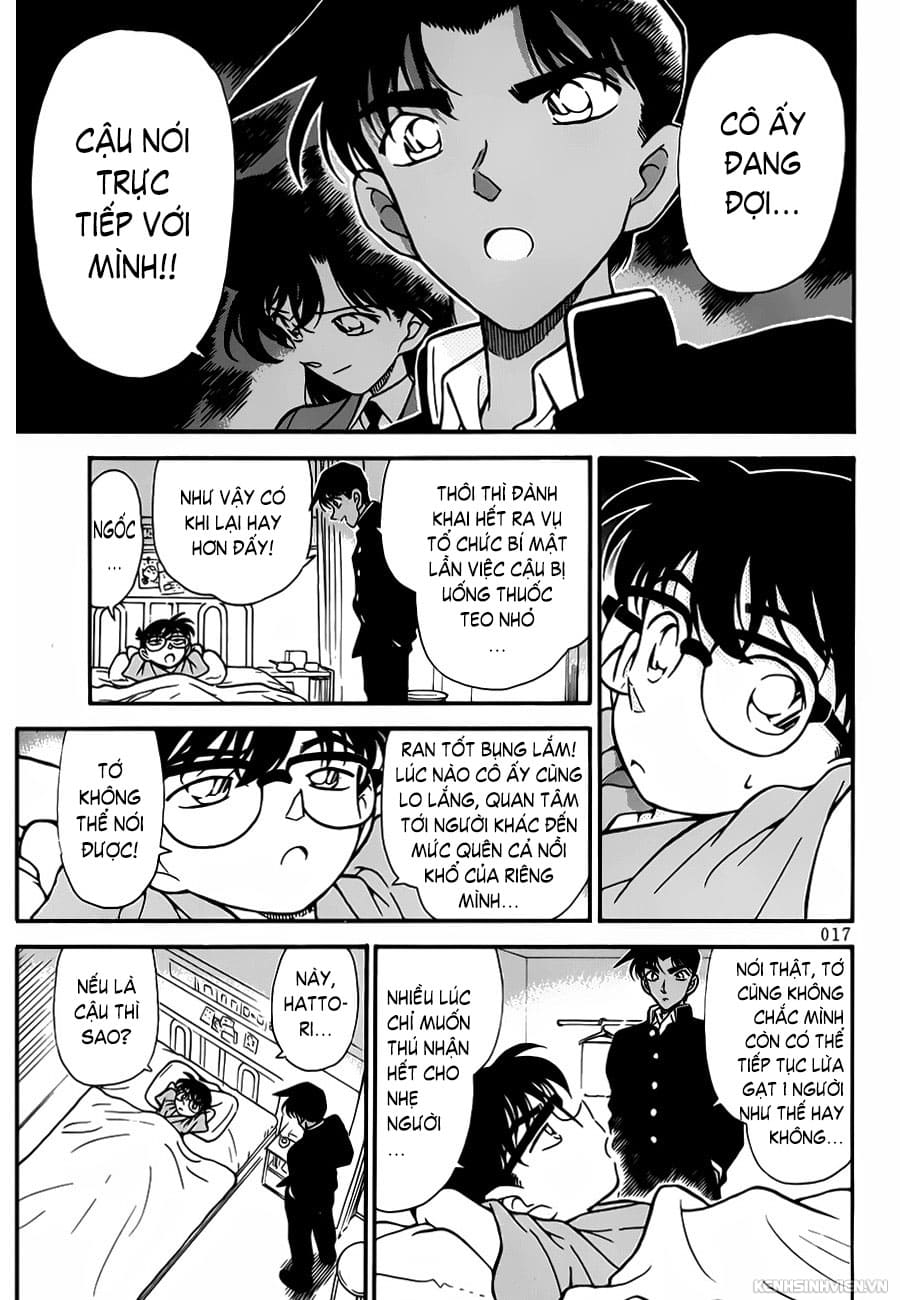 CÔ ẤY
ĐANG
ĐỢI...
CẬU NÓI
TRỰC
TIẾP VỚI
MÌNH!!
THÔI THÌ ĐÀNH
KHAI HẾT RA VỤ
TỔ CHỨC BÍ MẬT
LẪN VIỆC CẬU BỊ
UỐNG THUỐC
TEO NHỎ
...
NHƯ VẬY CÓ
KHI LẠI HAY
HƠN ĐẤY!
NGỐC
...
RAN TỐT BỤNG LẮM!
LÚC NÀO CÔ ẤY CŨNG
LO LẮNG, QUAN TÂM
TỚI NGƯỜI KHÁC ĐẾN
MỨC QUÊN CẢ NỖI
KHỔ CỦA RIÊNG
MÌNH...
TỚ
KHÔNG
THỂ NÓI
ĐƯỢC!
017
NÓI THẬT, TỚ
CŨNG KHÔNG
CHẮC MÌNH
CÒN CÓ THỂ
TIẾP TỤC LỪA
GẠT 1 NGƯỜI
NHƯ THẾ HAY
KHÔNG...
NHIỀU LÚC
CHỈ MUỐN
THÚ NHẬN
HẾT CHO
NHẸ
NGƯỜI
...
NÀY,
HATTO-
RI...
NẾU LÀ
CẬU THÌ
SAO?
KENHSINHVIEN.VN